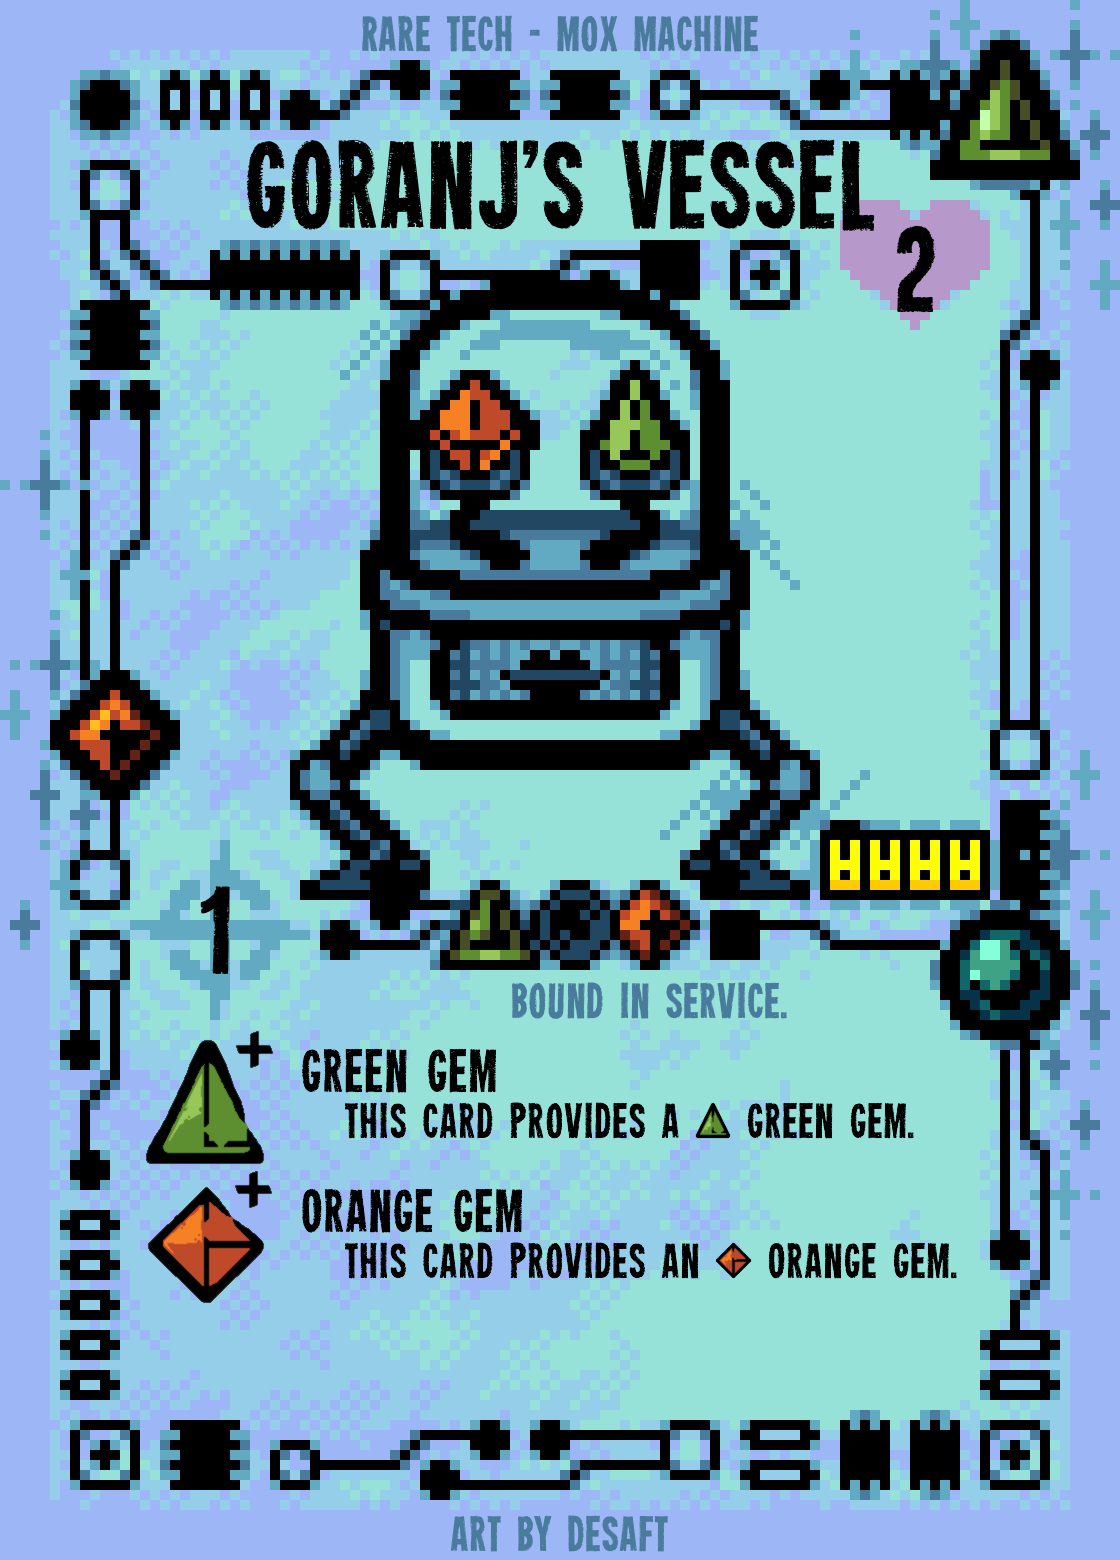 RARE TECH - MOX MACHINE
GORANJ'S VESSEL
2
1
BOUND IN SERVICE.
GREEN GEM
THIS CARD PROVIDES A GREEN GEM.
ORANGE GEM
THIS CARD PROVIDES AN ORANGE GEM.
ART BY DESAFT